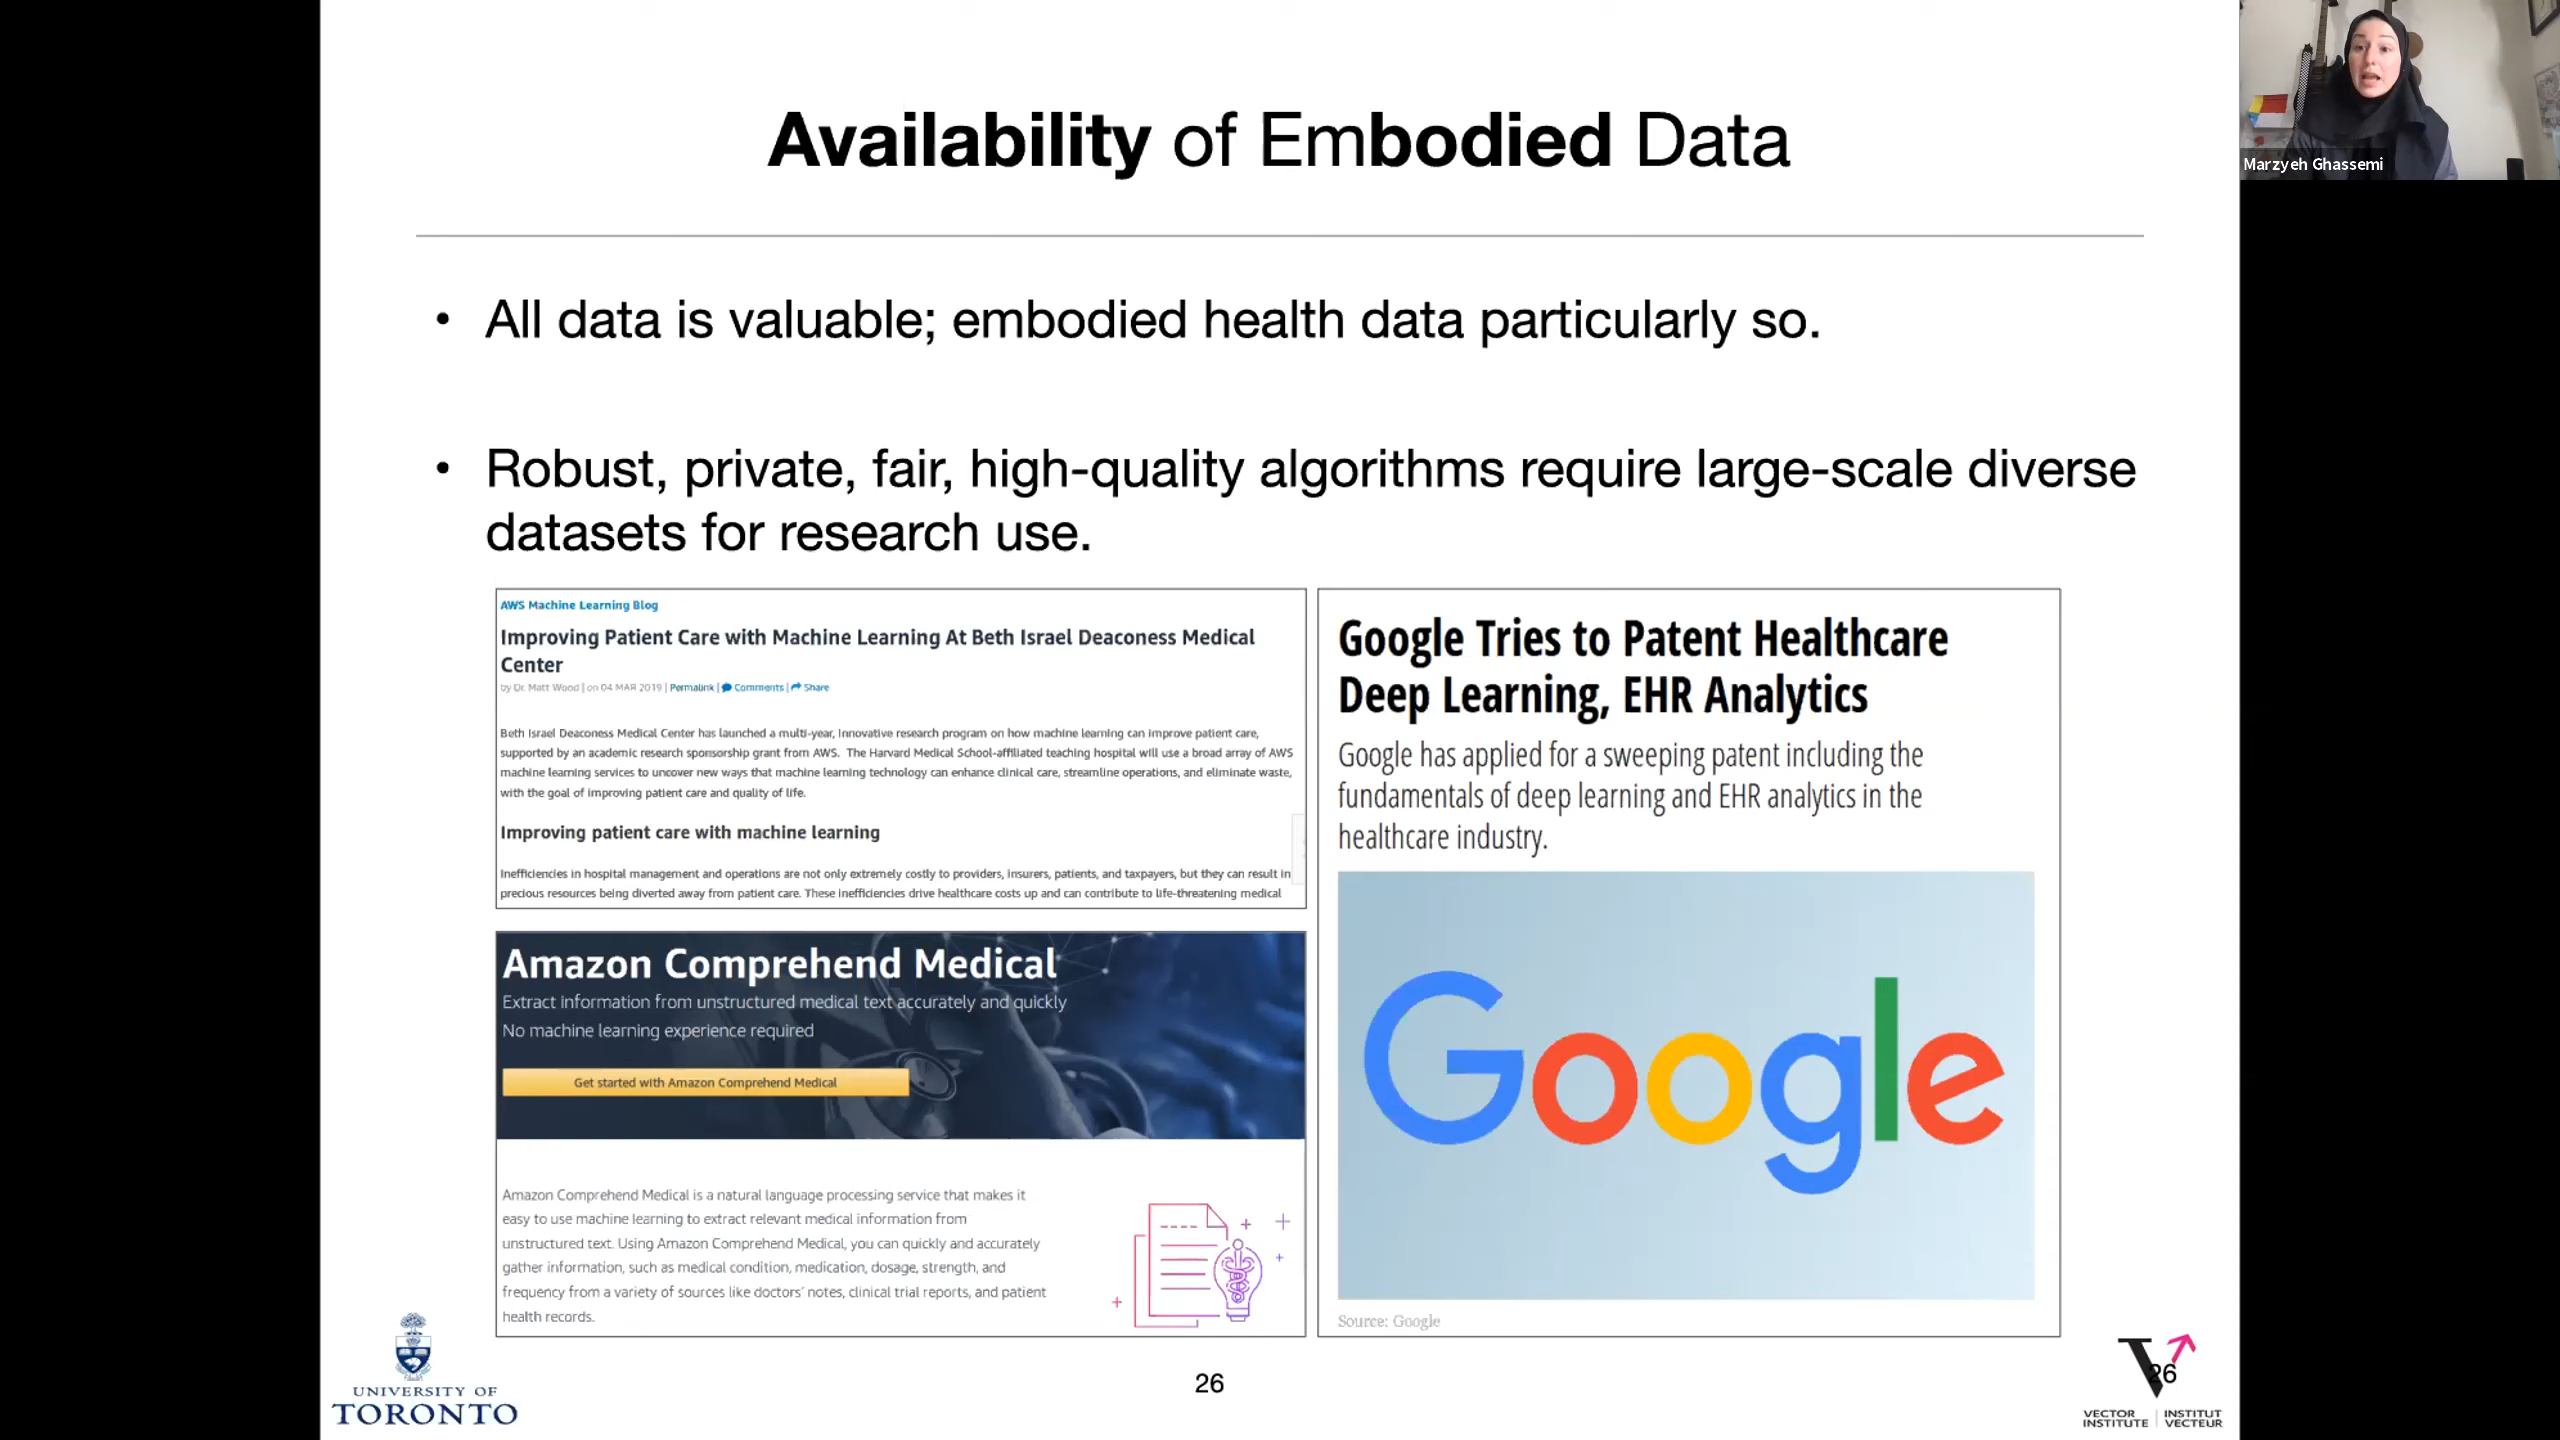 Availability of Embodied Data
Marzyeh Ghassemi
• All data is valuable; embodied health data particularly so.
• Robust, private, fair, high-quality algorithms require large-scale diverse
datasets for research use.
AWS Machine Learning Blog
Improving Patient Care with Machine Learning At Beth Israel Deaconess Medical
Center
by Dr. Matt Wood | on 04 MAR 2019 | Permalink | Comments | Share
Beth Israel Deaconess Medical Center has launched a multi-year, innovative research program on how machine learning can improve patient care,
supported by an academic research sponsorship grant from AWS. The Harvard Medical School-affiliated teaching hospital will use a broad array of AWS
machine learning services to uncover new ways that machine learning technology can enhance clinical care, streamline operations, and eliminate waste,
with the goal of improving patient care and quality of life.
Improving patient care with machine learning
Inefficiencies in hospital management and operations are not only extremely costly to providers, insurers, patients, and taxpayers, but they can result in
precious resources being diverted away from patient care. These inefficiencies drive healthcare costs up and can contribute to life-threatening medical
Amazon Comprehend Medical
Extract information from unstructured medical text accurately and quickly
No machine learning experience required
Get started with Amazon Comprehend Medical
Amazon Comprehend Medical is a natural language processing service that makes it
easy to use machine learning to extract relevant medical information from
unstructured text. Using Amazon Comprehend Medical, you can quickly and accurately
gather information, such as medical condition, medication, dosage, strength, and
frequency from a variety of sources like doctors' notes, clinical trial reports, and patient
health records.
Google Tries to Patent Healthcare
Deep Learning, EHR Analytics
Google has applied for a sweeping patent including the
fundamentals of deep learning and EHR analytics in the
healthcare industry.
Google
Source: Google
UNIVERSITY OF
TORONTO
26
26
VECTOR INSTITUTE | INSTITUT VECTEUR